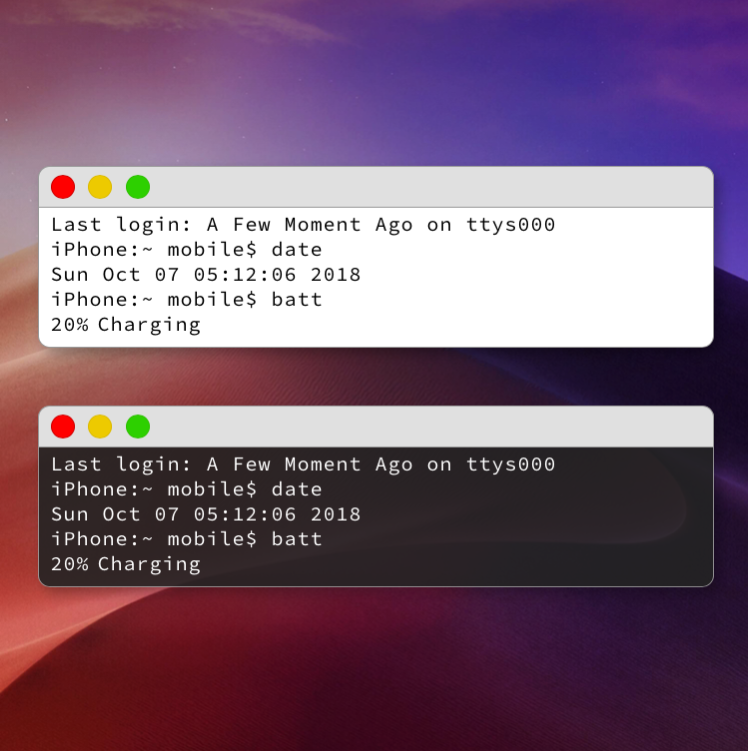 Last login: A Few Moment Ago on ttys000
iPhone:~ mobile$ date
Sun Oct 07 05:12:06 2018
iPhone:~ mobile$ batt
20% Charging
Last login: A Few Moment Ago on ttys000
iPhone:~ mobile$ date
Sun Oct 07 05:12:06 2018
iPhone:~ mobile$ batt
20% Charging